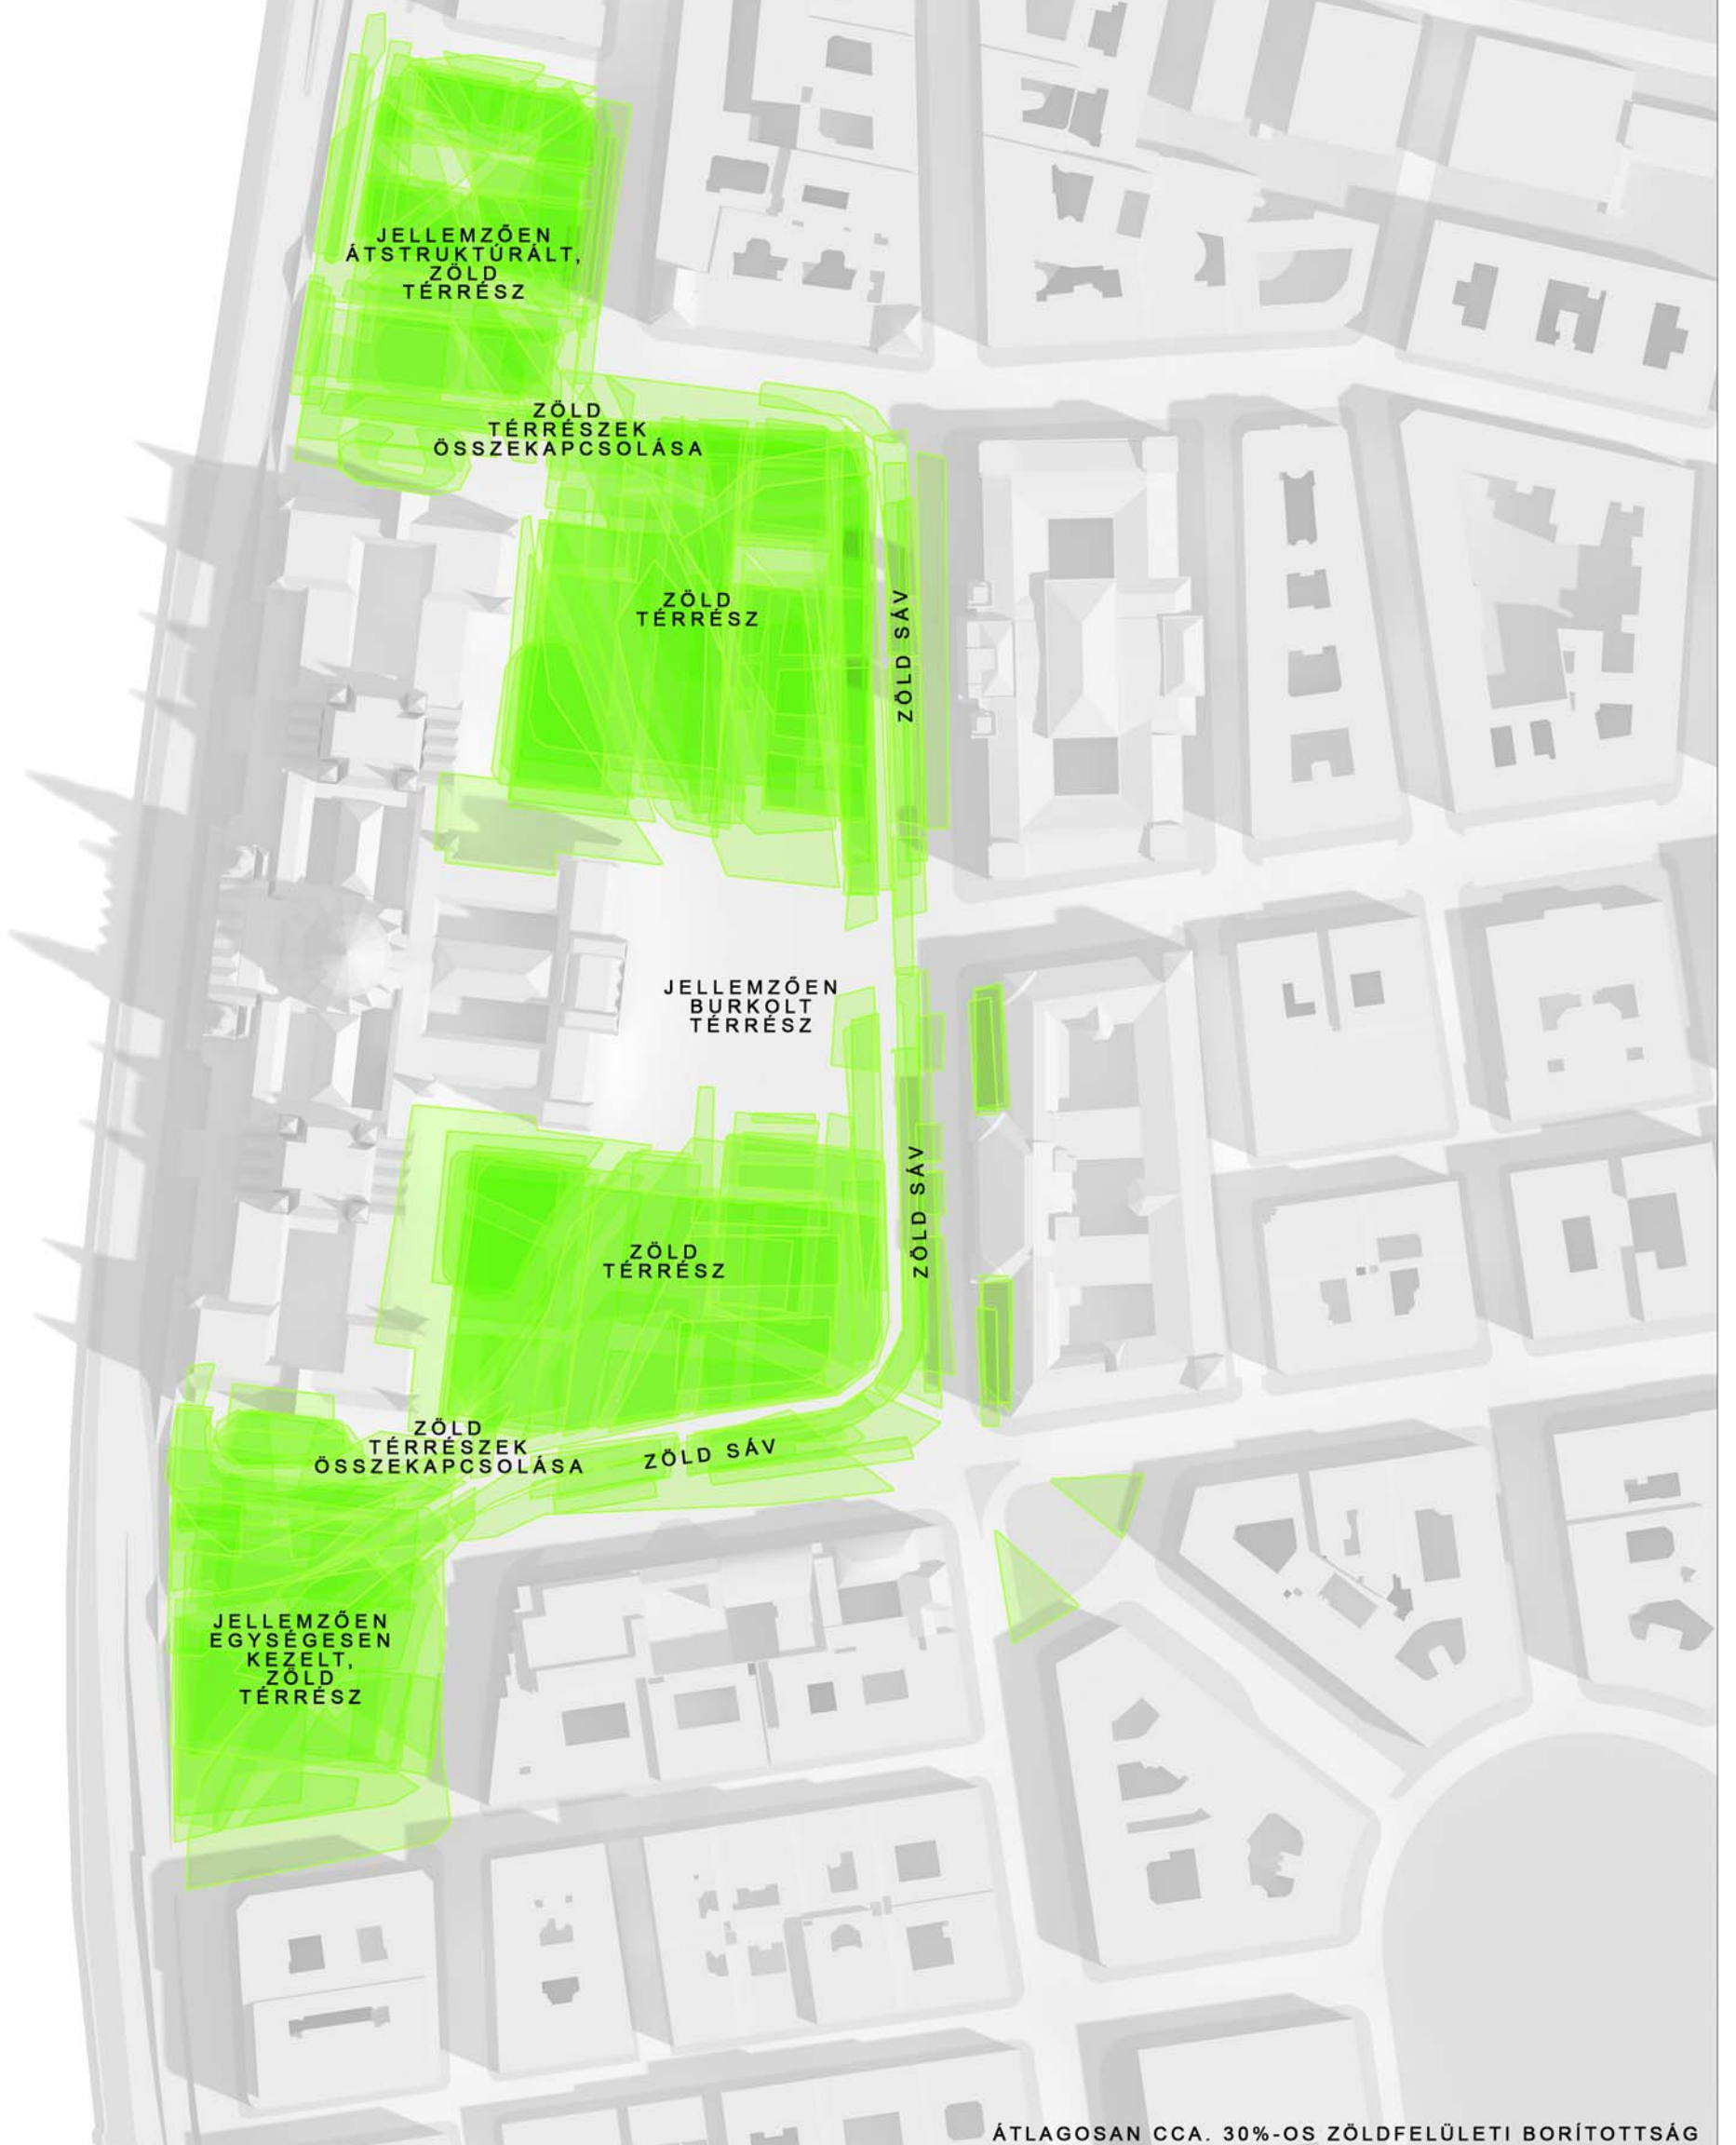 JELLEMZŐEN
ÁTSTRUKTÚRÁLT,
ZÖLD
TÉRRÉSZ
ZÖLD
TÉRRÉSZEK
ÖSSZEKAPCSOLÁSA
ZÖLD
TÉRRÉSZ
ZÖLD SÁV
JELLEMZŐEN
BURKOLT
TÉRRÉSZ
ZÖLD SÁV
ZÖLD
TÉRRÉSZ
ZÖLD
TÉRRÉSZEK
ÖSSZEKAPCSOLÁSA
ZÖLD SÁV
JELLEMZŐEN
EGYSÉGESEN
KEZELT,
ZÖLD
TÉRRÉSZ
ÁTLAGOSAN CCA. 30%-OS ZÖLDFELÜLETI BORÍTOTTSÁG